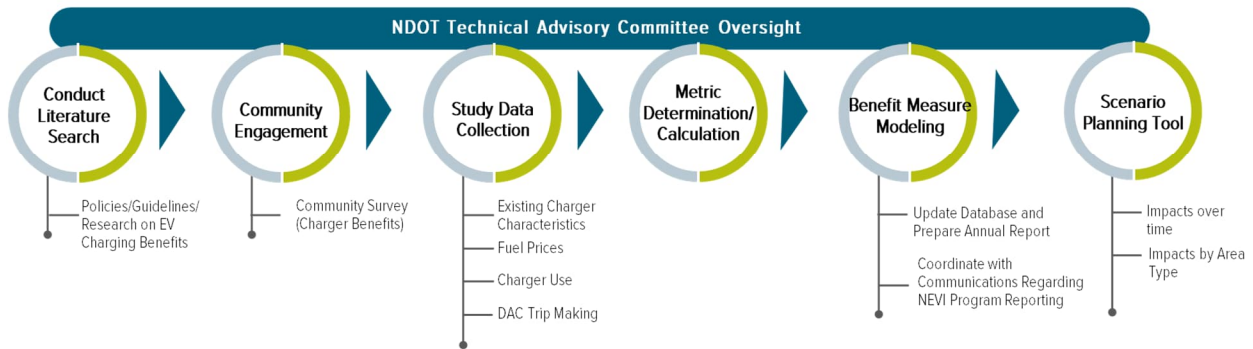 NDOT Technical Advisory Committee Oversight
Conduct
Literature
Search
Policies/Guidelines/
Research on EV
Charging Benefits
Community
Engagement
Community Survey
(Charger Benefits)
Study Data
Collection
Existing Charger
Characteristics
Fuel Prices
Charger Use
DAC Trip Making
Metric
Determination/
Calculation
Benefit Measure
Modeling
Update Database and
Prepare Annual Report
Coordinate with
Communications Regarding
NEVI Program Reporting
Scenario
Planning Tool
Impacts over
time
Impacts by Area
Type